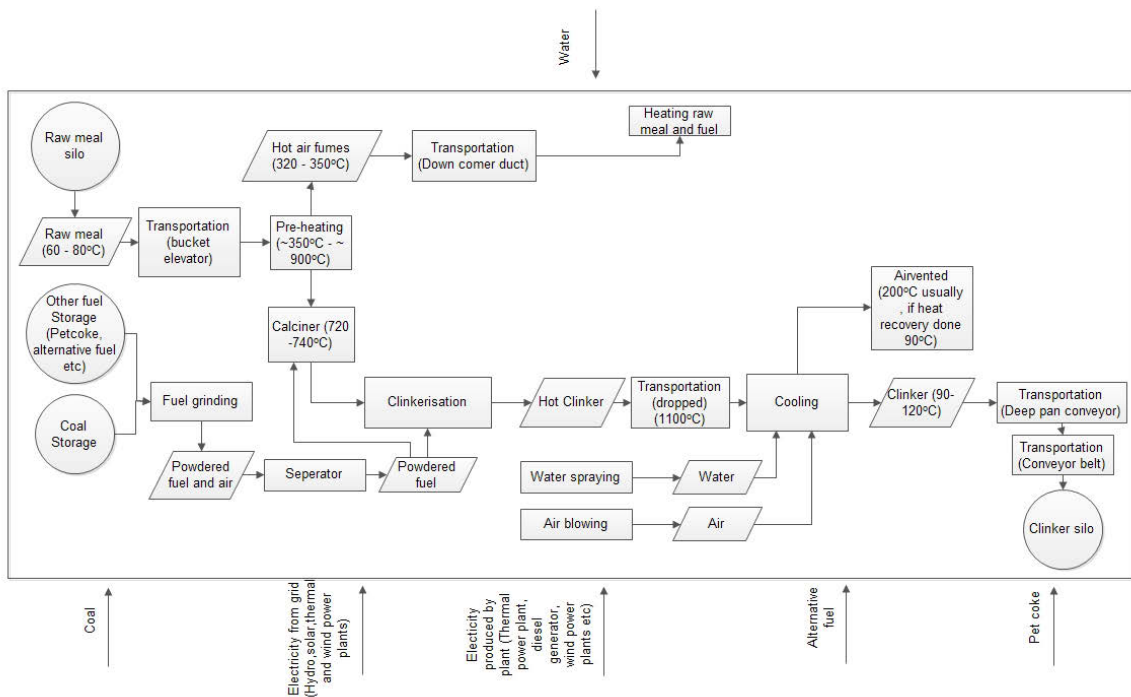 Water
Raw meal
silo
Hot air fumes
(320 - 350ºC)
Transportation
(Down comer duct)
Heating raw
meal and fuel
Raw meal
(60 - 80ºC)
Transportation
(bucket
elevator)
Pre-heating
(~350ºC - ~
900ºC)
Other fuel
Storage
(Petcoke,
alternative fuel
etc)
Calciner (720
-740ºC)
Airvented
(200ºC usually
, if heat
recovery done
90ºC)
Coal
Storage
Fuel grinding
Clinkerisation
Hot Clinker
Transportation
(dropped)
(1100ºC)
Cooling
Clinker (90-
120ºC)
Transportation
(Deep pan conveyor)
Transportation
(Conveyor belt)
Powdered
fuel and air
Seperator
Powdered
fuel
Water spraying
Water
Air blowing
Air
Clinker silo
Coal
Electricity from grid
(Hydro,solar,thermal
and wind power
plants)
Electicity
produced by
plant (Thermal
power plant,
diesel
generator,
wind power
plants etc)
Alternative
fuel
Pet coke